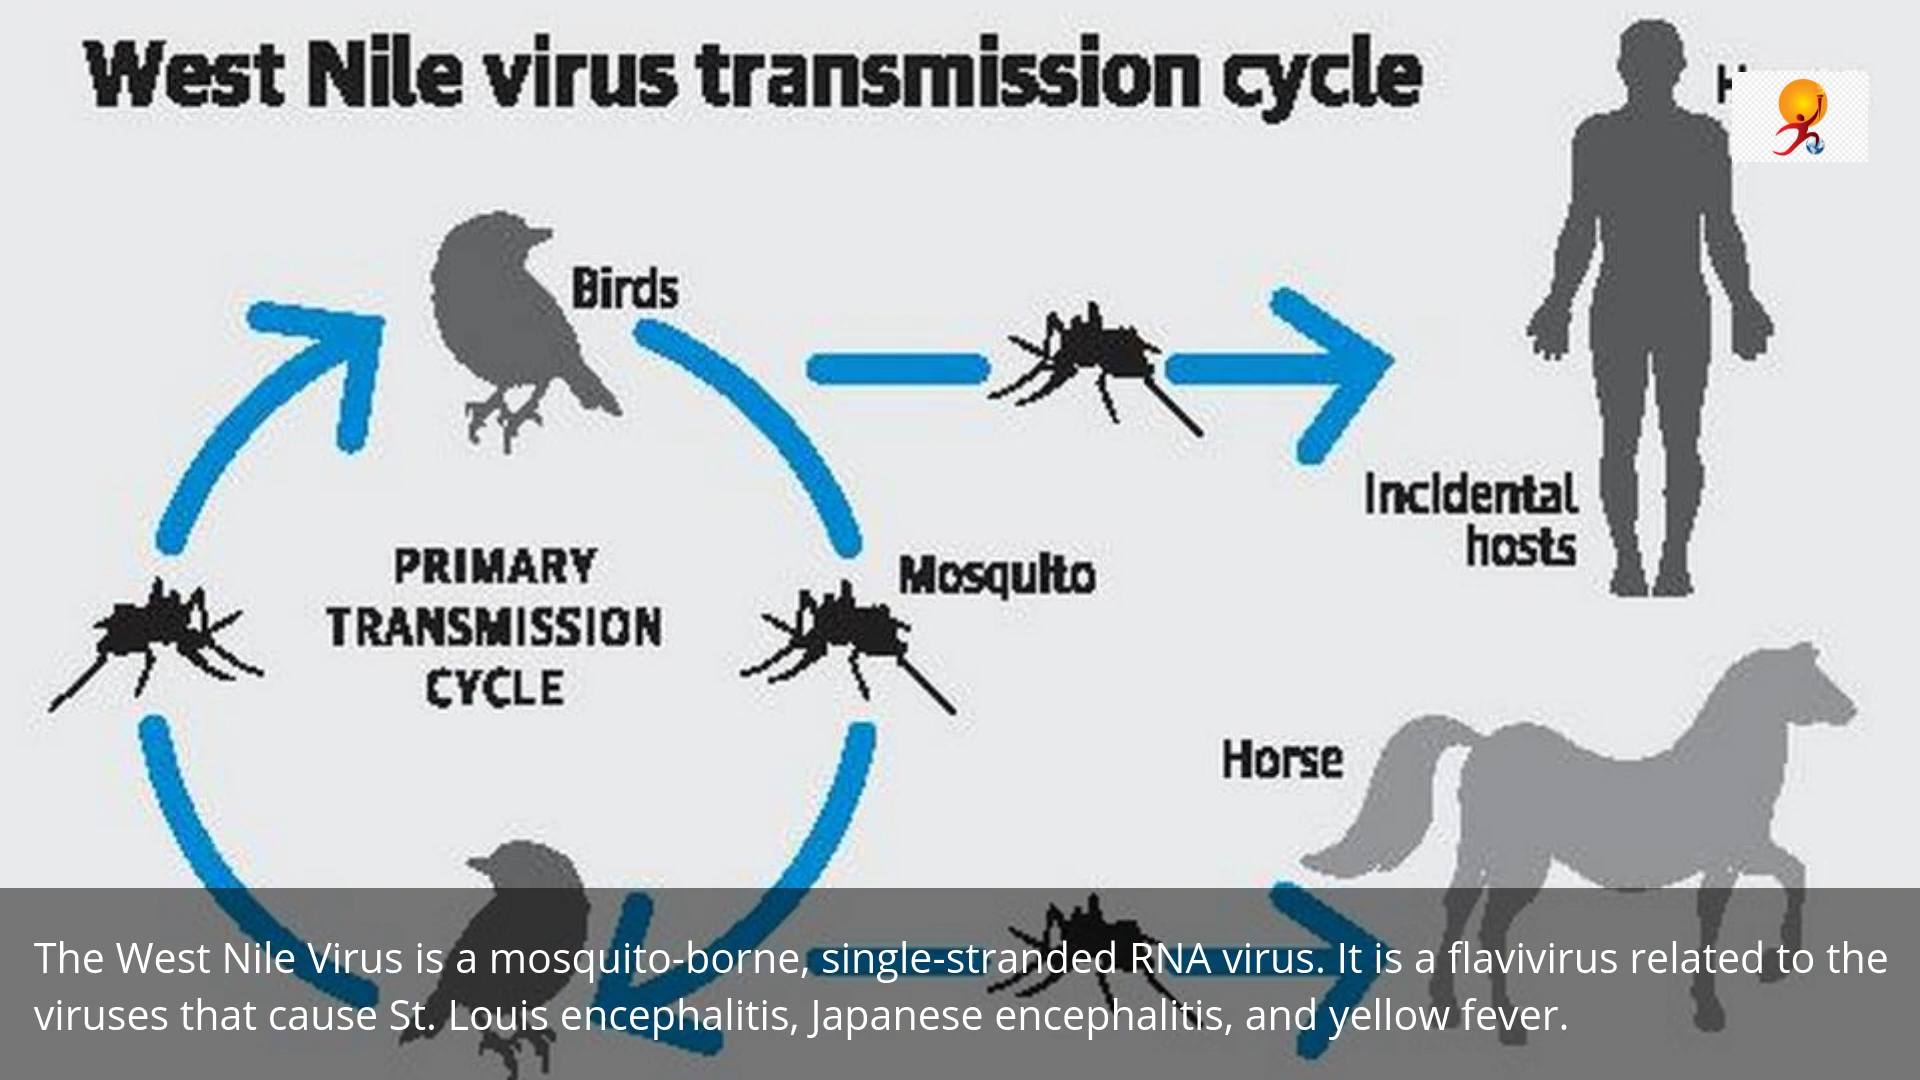 West Nile virus transmission cycle
Birds
PRIMARY
TRANSMISSION
CYCLE
Mosquito
Incidental
hosts
Horse
The West Nile Virus is a mosquito-borne, single-stranded RNA virus. It is a flavivirus related to the
viruses that cause St. Louis encephalitis, Japanese encephalitis, and yellow fever.